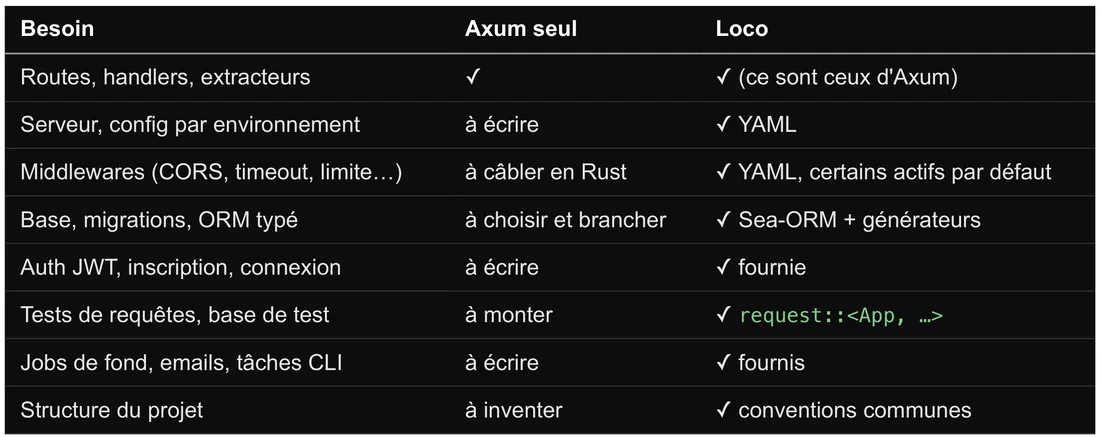 Besoin Axum seul Loco
Routes, handlers, extracteurs ✓ ✓ (ce sont ceux d'Axum)
Serveur, config par environnement à écrire ✓ YAML
Middlewares (CORS, timeout, limite…) à câbler en Rust ✓ YAML, certains actifs par défaut
Base, migrations, ORM typé à choisir et brancher ✓ Sea-ORM + générateurs
Auth JWT, inscription, connexion à écrire ✓ fournie
Tests de requêtes, base de test à monter ✓ request::<App, …>
Jobs de fond, emails, tâches CLI à écrire ✓ fournis
Structure du projet à inventer ✓ conventions communes